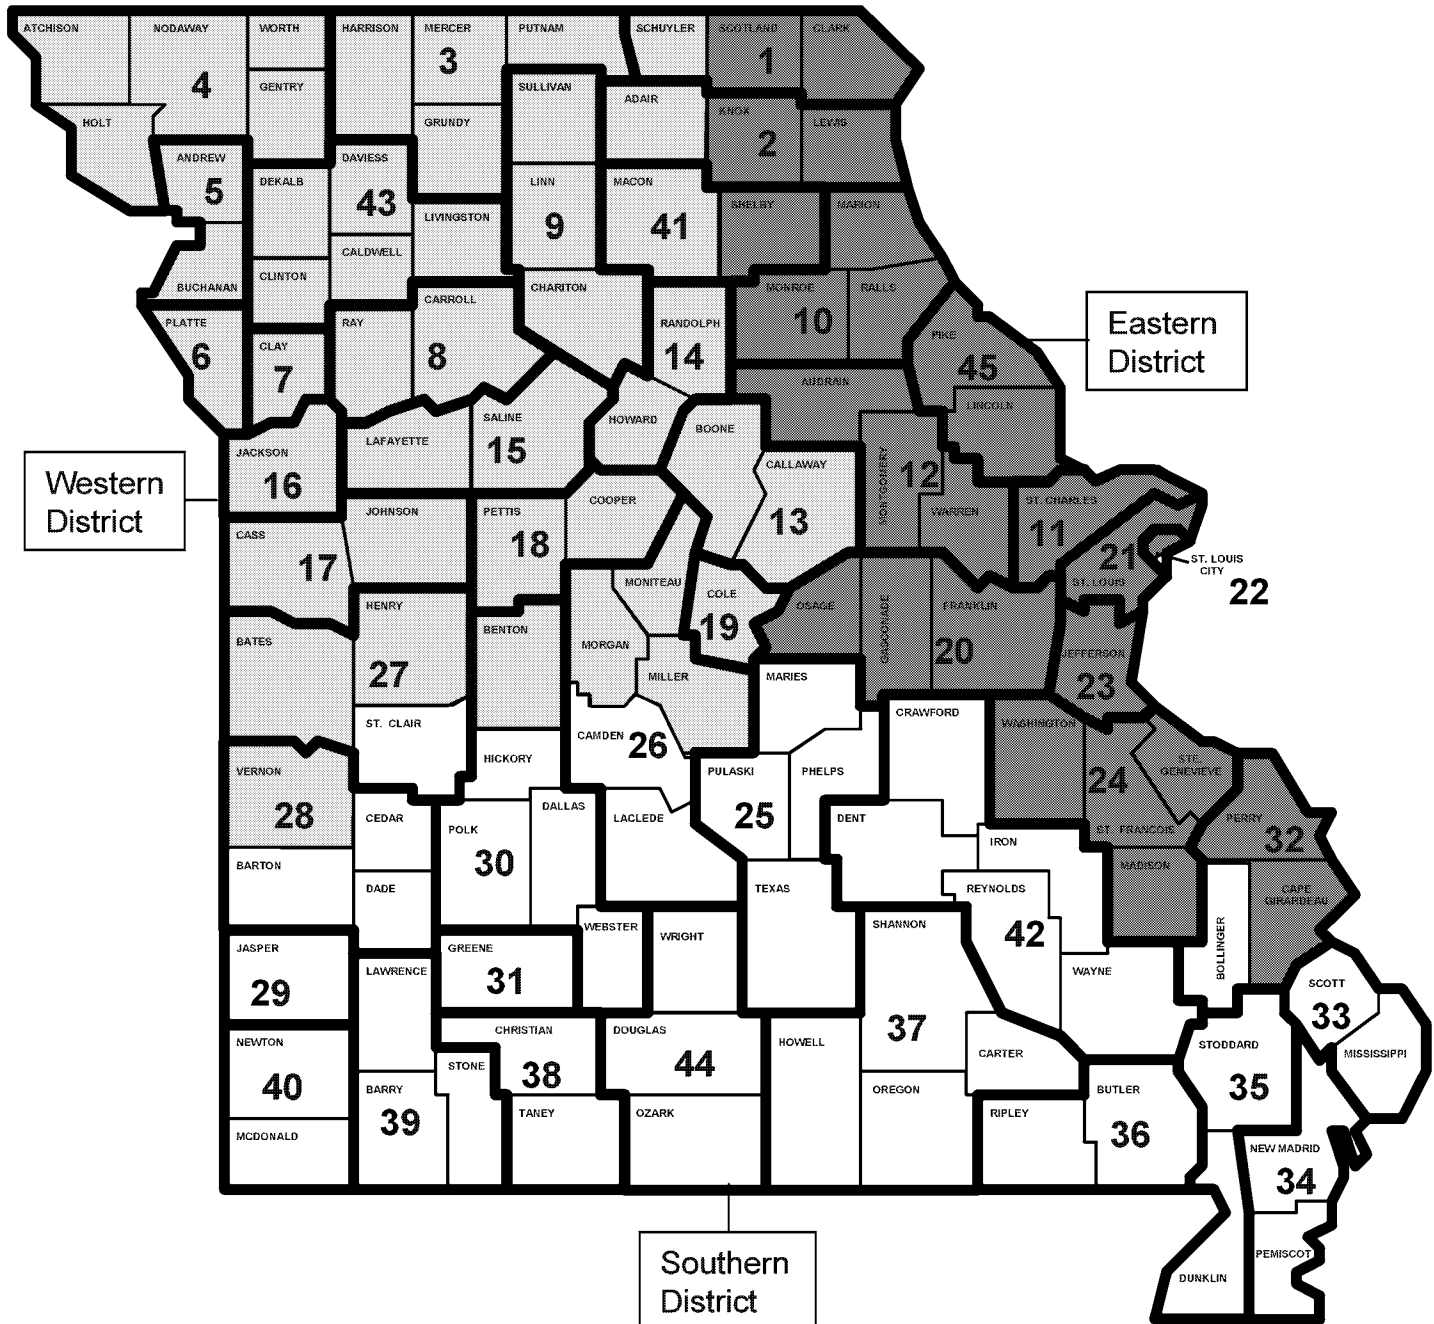 ATCHISON
NODAWAY
WORTH
HARRISON
MERCER
PUTNAM
SCHUYLER
SCOTLAND
CLARK
3
1
4
GENTRY
SULLIVAN
ADAIR
HOLT
GRUNDY
KNOX
LEWIS
2
ANDREW
DAVIESS
5
DEKALB
43
LINN
MACON
LIVINGSTON
9
41
SHELBY
MARION
CALDWELL
CLINTON
BUCHANAN
CARROLL
CHARITON
MONROE
RALLS
PLATTE
RAY
RANDOLPH
10
PIKE
6
CLAY
8
14
45
7
AUDRAIN
LINCOLN
Eastern
District
SALINE
HOWARD
BOONE
LAFAYETTE
15
JACKSON
CALLAWAY
MONTGOMERY
12
16
Western
District
JOHNSON
PETTIS
COOPER
13
WARREN
ST. CHARLES
11
CASS
18
17
MONITEAU
21
ST. LOUIS
ST. LOUIS
CITY
22
HENRY
COLE
OSAGE
GASCONADE
FRANKLIN
BENTON
19
BATES
MORGAN
20
JEFFERSON
27
MILLER
MARIES
23
ST. CLAIR
CAMDEN
26
CRAWFORD
WASHINGTON
HICKORY
VERNON
PULASKI
PHELPS
STE.
GENEVIEVE
24
28
CEDAR
DALLAS
LACLEDE
25
DENT
POLK
ST. FRANCOIS
PERRY
32
30
IRON
BARTON
MADISON
DADE
TEXAS
REYNOLDS
CAPE
GIRARDEAU
WEBSTER
WRIGHT
SHANNON
42
BOLLINGER
JASPER
GREENE
LAWRENCE
31
WAYNE
29
SCOTT
33
NEWTON
CHRISTIAN
DOUGLAS
HOWELL
37
STODDARD
MISSISSIPPI
STONE
38
44
CARTER
40
BARRY
OREGON
BUTLER
35
39
TANEY
OZARK
RIPLEY
MCDONALD
36
NEW MADRID
34
Southern
District
PEMISCOT
DUNKLIN